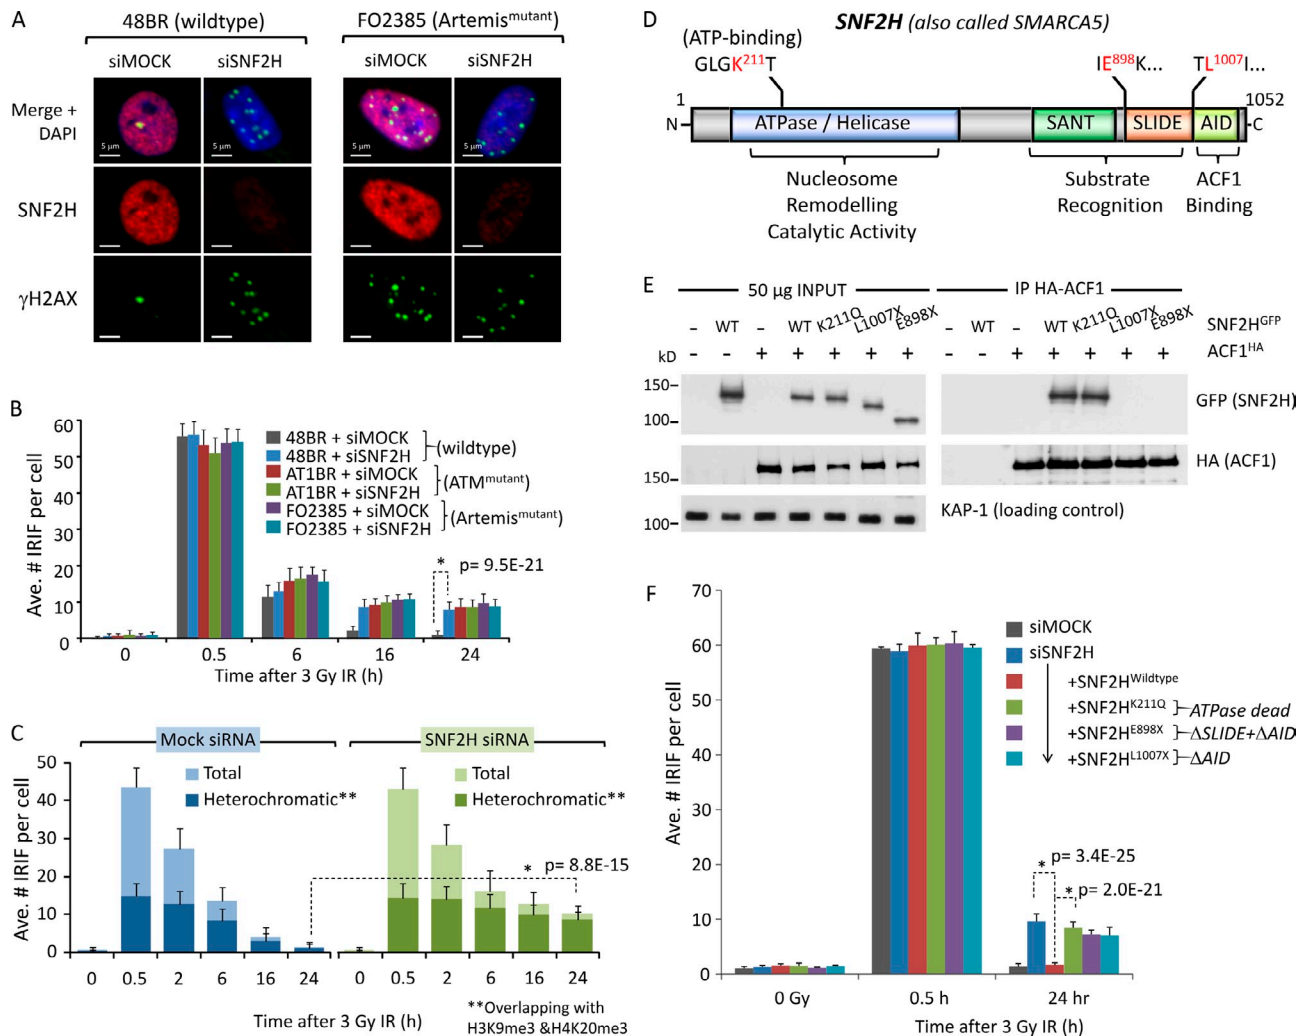 A
48BR (wildtype)
FO2385 (Artemis^mutant)
siMOCK siSNF2H siMOCK siSNF2H
Merge +
DAPI
5 µm 5 µm 5 µm 5 µm
SNF2H
γH2AX
B
Ave. # IRIF per cell
60
50
40
30
20
10
0
48BR + siMOCK
48BR + siSNF2H
(wildtype)
AT1BR + siMOCK
AT1BR + siSNF2H
(ATM^mutant)
FO2385 + siMOCK
FO2385 + siSNF2H
(Artemis^mutant)
* p= 9.5E-21
0 0.5 6 16 24
Time after 3 Gy IR (h)
C
Mock siRNA SNF2H siRNA
Ave. # IRIF per cell
50
40
30
20
10
0
Total
Heterochromatic**
Total
Heterochromatic**
* p= 8.8E-15
0 0.5 2 6 16 24 0 0.5 2 6 16 24
Time after 3 Gy IR (h)
**Overlapping with
H3K9me3 &H4K20me3
D
SNF2H (also called SMARCA5)
(ATP-binding)
GLGK^211T IE^898K... TL^1007I...
1 1052
N ATPase / Helicase SANT SLIDE AID C
Nucleosome
Remodelling
Catalytic Activity
Substrate
Recognition
ACF1
Binding
E
50 µg INPUT IP HA-ACF1
– WT – WT K211Q L1007X E898X – WT – WT K211Q L1007X E898X SNF2H^GFP
– – + + + + + – – + + + + + ACF1^HA
kD
150
100
GFP (SNF2H)
150
HA (ACF1)
100
KAP-1 (loading control)
F
Ave. # IRIF per cell
70
60
50
40
30
20
10
0
siMOCK
siSNF2H
+SNF2H^Wildtype
+SNF2H^K211Q ATPase dead
+SNF2H^E898X ΔSLIDE+ΔAID
+SNF2H^L1007X ΔAID
* p= 3.4E-25
* p= 2.0E-21
0 Gy 0.5 h 24 hr
Time after 3 Gy IR (h)